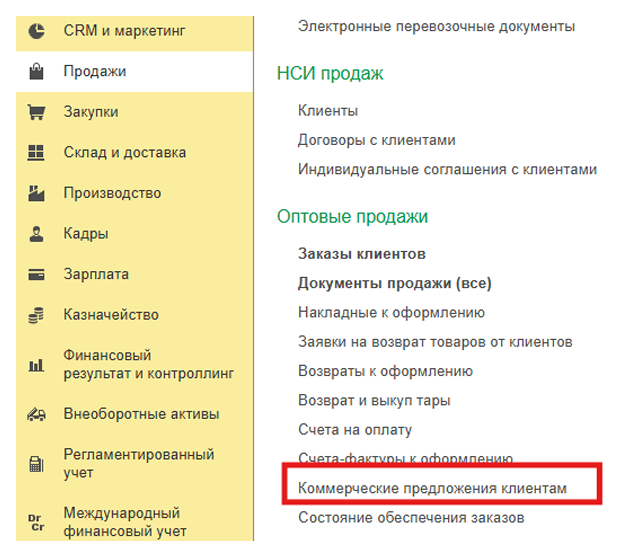 CRM и маркетинг
Продажи
Закупки
Склад и доставка
Производство
Кадры
Зарплата
Казначейство
Финансовый
результат и контроллинг
Внеоборотные активы
Регламентированный
учет
Dr
Cr
Международный
финансовый учет
Электронные перевозочные документы
НСИ продаж
Клиенты
Договоры с клиентами
Индивидуальные соглашения с клиентами
Оптовые продажи
Заказы клиентов
Документы продажи (все)
Накладные к оформлению
Заявки на возврат товаров от клиентов
Возвраты к оформлению
Возврат и выкуп тары
Счета на оплату
Счета-фактуры к оформлению
Коммерческие предложения клиентам
Состояние обеспечения заказов